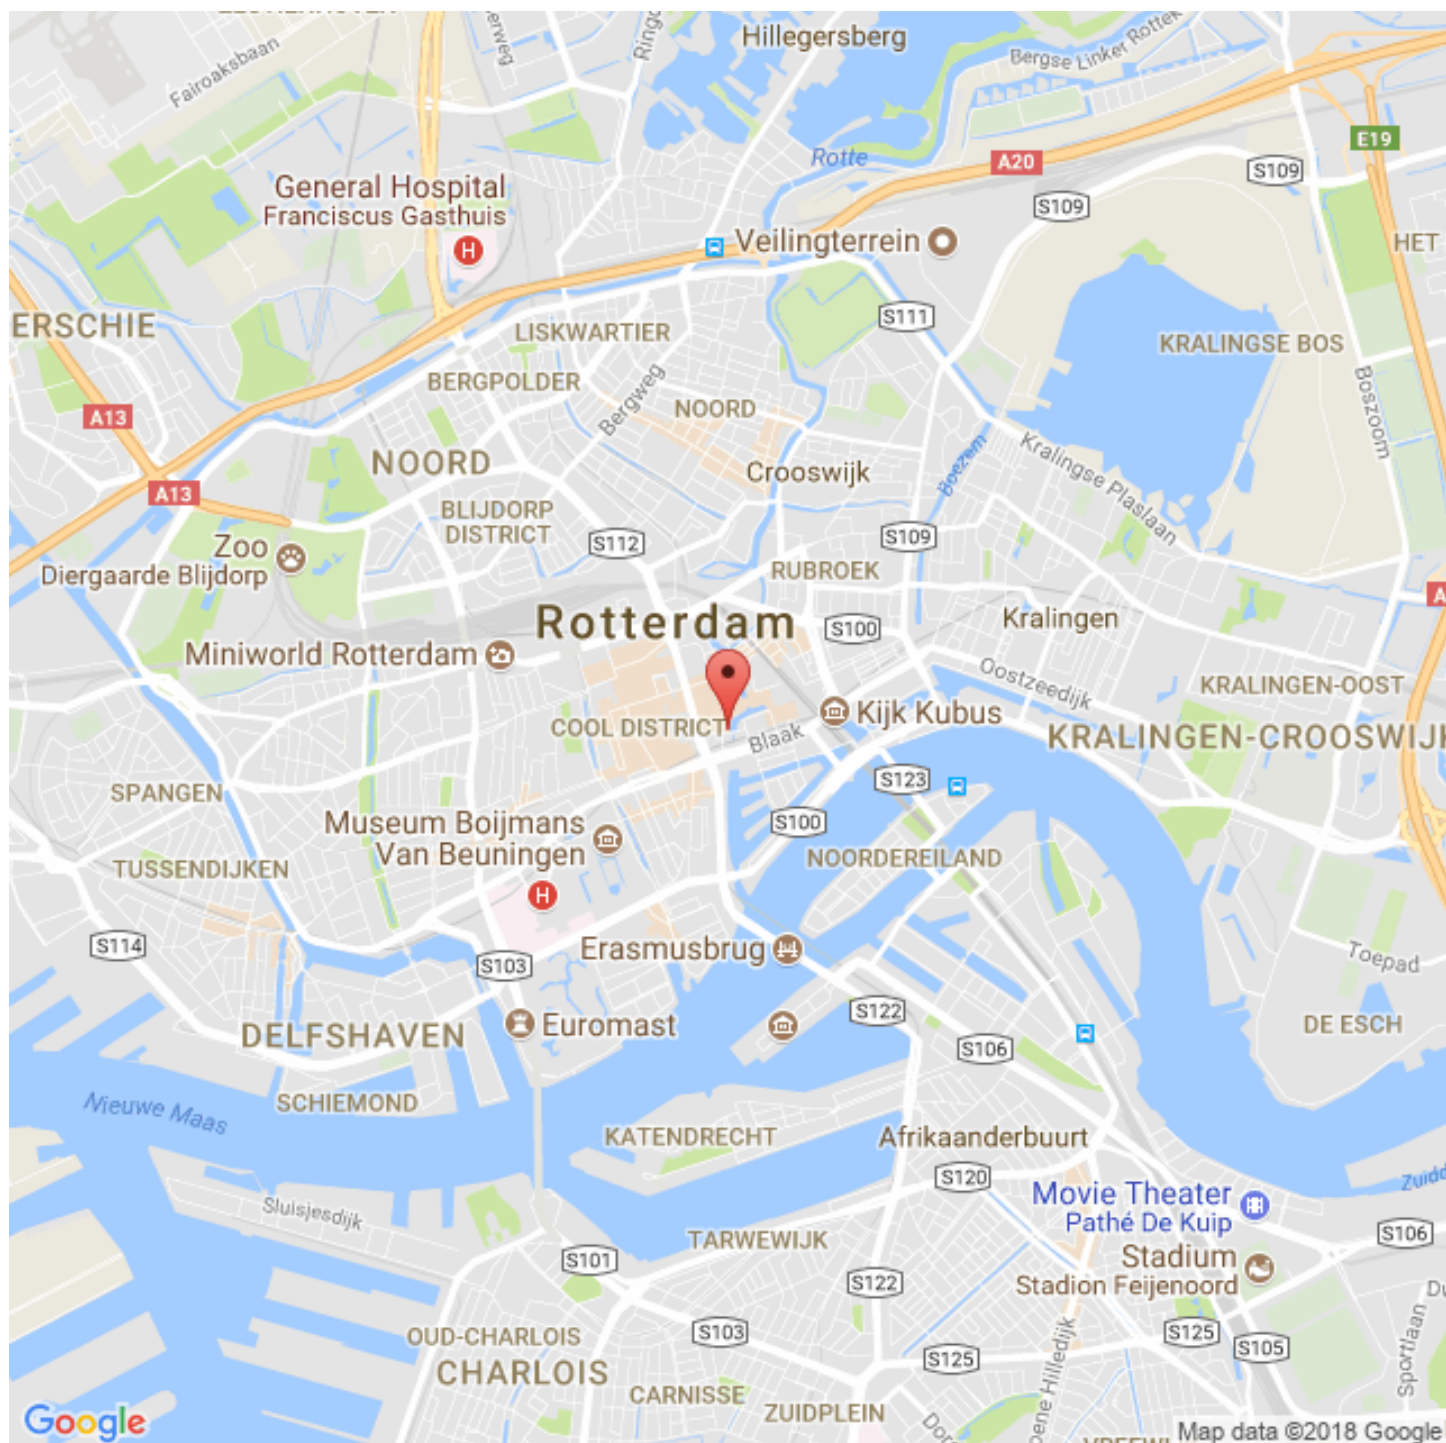 Hillegersberg
Bergse Linker Rottek
Fairoaksbaan
E19
Rotte
A20
S109
General Hospital
Franciscus Gasthuis
H
S109
Veilingterrein
HET
ERSCHIE
LISKWARTIER
S111
KRALINGSE BOS
BERGPOLDER
Bergweg
NOORD
A13
Boszoom
NOORD
Crooswijk
Boezem
Kralingse Plaslaan
A13
BLIJDORP
DISTRICT
S112
S109
Zoo
Diergaarde Blijdorp
RUBROEK
Rotterdam
S100
Kralingen
Miniworld Rotterdam
Oostzeedijk
KRALINGEN-OOST
COOL DISTRICT
Blaak
Kijk Kubus
KRALINGEN-CROOSWIJK
SPANGEN
S123
Museum Boijmans
Van Beuningen
S100
NOORDEREILAND
TUSSENDIJKEN
H
S114
S103
Erasmusbrug
Toepad
DELFSHAVEN
Euromast
S122
S106
DE ESCH
Nieuwe Maas
SCHIEMOND
KATENDRECHT
Afrikaanderbuurt
S120
Movie Theater
Pathé De Kuip
Zuidd
Sluisjesdijk
TARWEWIJK
S106
S101
Stadium
Stadion Feijenoord
S122
OUD-CHARLOIS
S103
S125
S105
CHARLOIS
S125
oene Hilledijk
Sportlaan
CARNISSE
ZUIDPLEIN
Google
Map data ©2018 Google